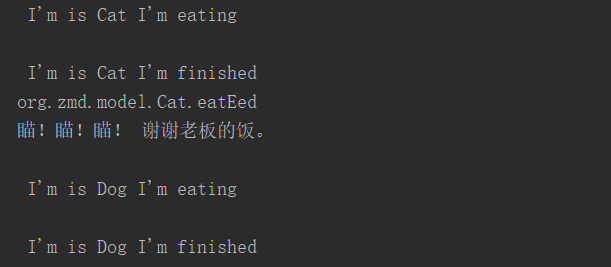 I'm is Cat I'm eating
I'm is Cat I'm finished
org.zmd.model.Cat.eatEed
瞄！瞄！瞄！ 谢谢老板的饭。
I'm is Dog I'm eating
I'm is Dog I'm finished